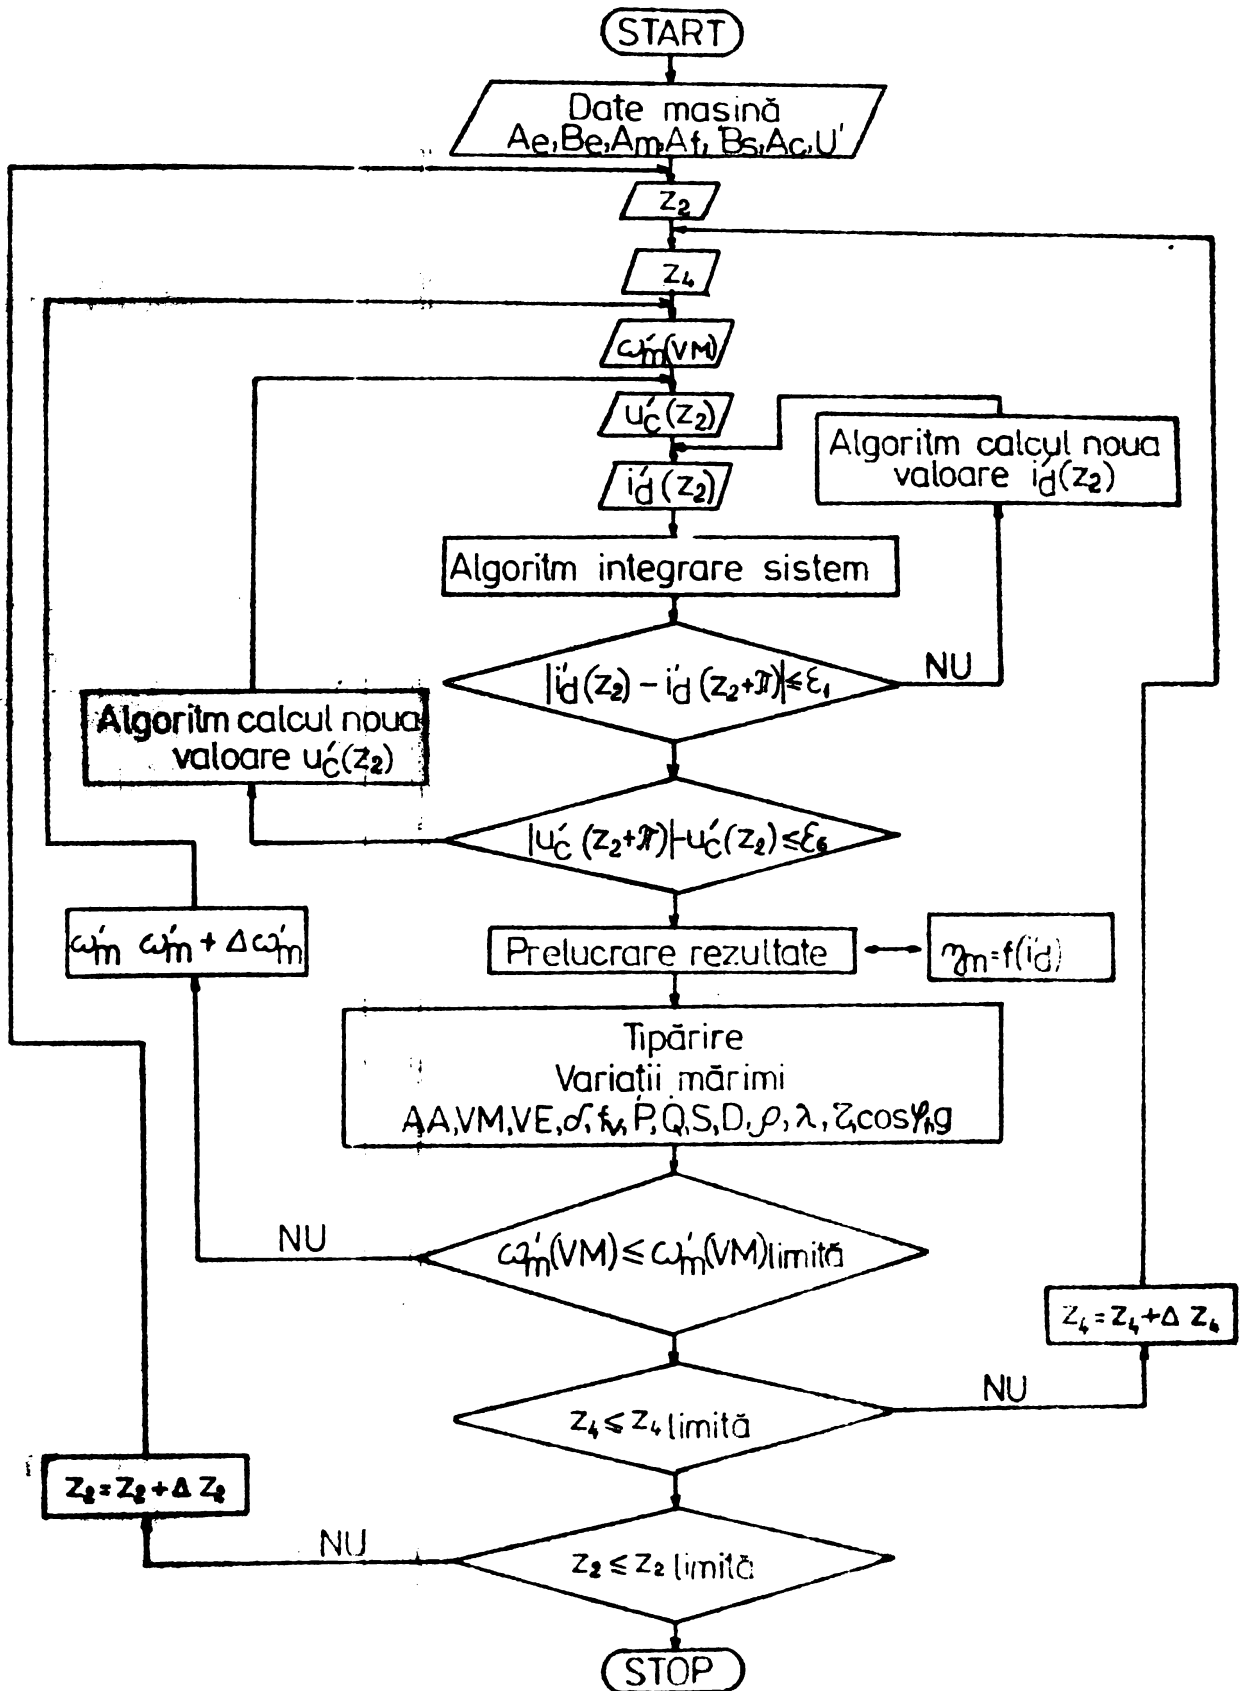 START
Date masină
Ae, Be, Am, Af, Bs, Ac, U'
z₂
z₄
ω'm(VM)
u'c(z₂)
i'd(z₂)
Algoritm calcul noua
valoare i'd(z₂)
Algoritm integrare sistem
|i'd(z₂) – i'd(z₂+π)| ≤ ε₁
NU
Algoritm calcul noua
valoare u'c(z₂)
|u'c(z₂+π)|-u'c(z₂) ≤ ε₆
ω'm ω'm + Δω'm
Prelucrare rezultate
ηm=f(i'd)
Tipărire
Variații mărimi
AA, VM, VE, σ, fv, P, Q, S, D, ρ, λ, cosφ, g
NU
ω'm(VM) ≤ ω'm(VM) limită
z₄ = z₄ + Δ z₄
NU
z₄ ≤ z₄ limită
z₂ = z₂ + Δ z₂
NU
z₂ ≤ z₂ limită
STOP